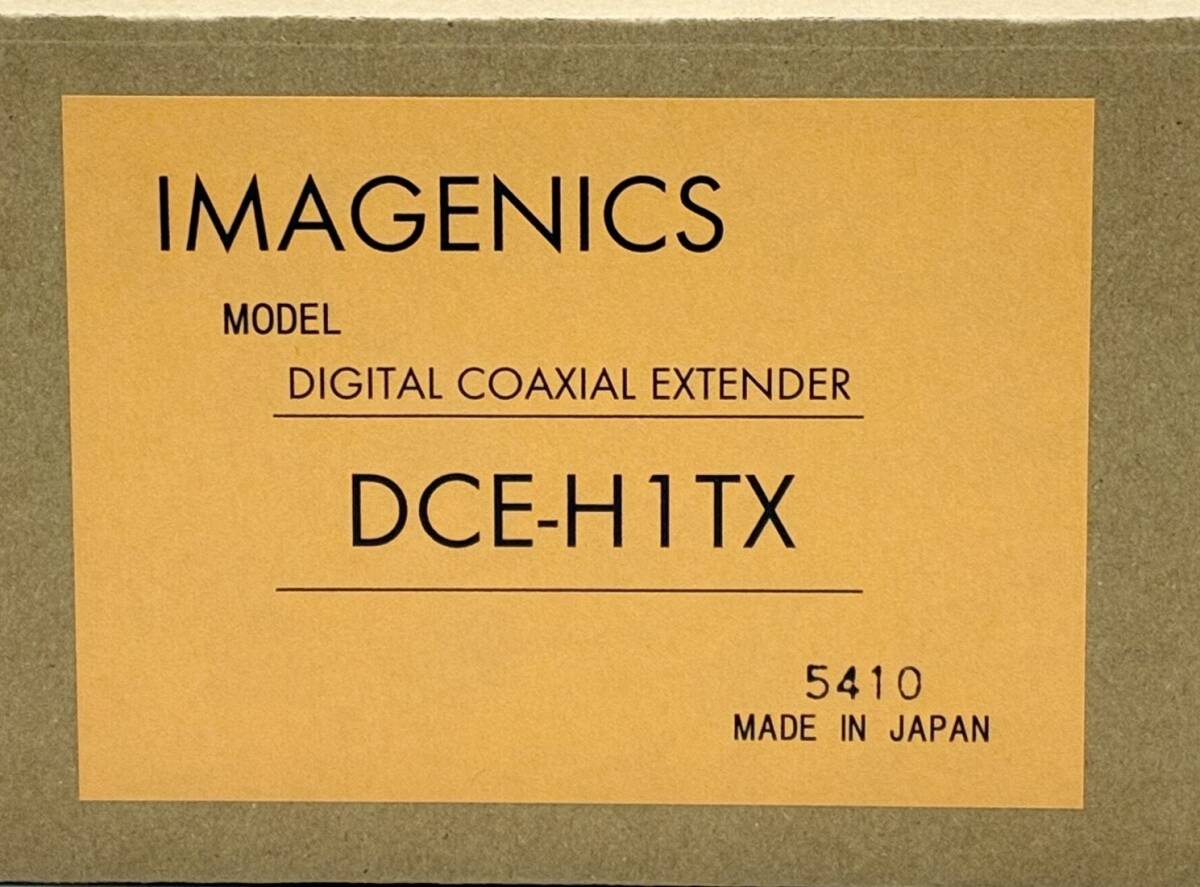 IMAGENICS
MODEL
DIGITAL COAXIAL EXTENDER
DCE-H1TX
5410
MADE IN JAPAN